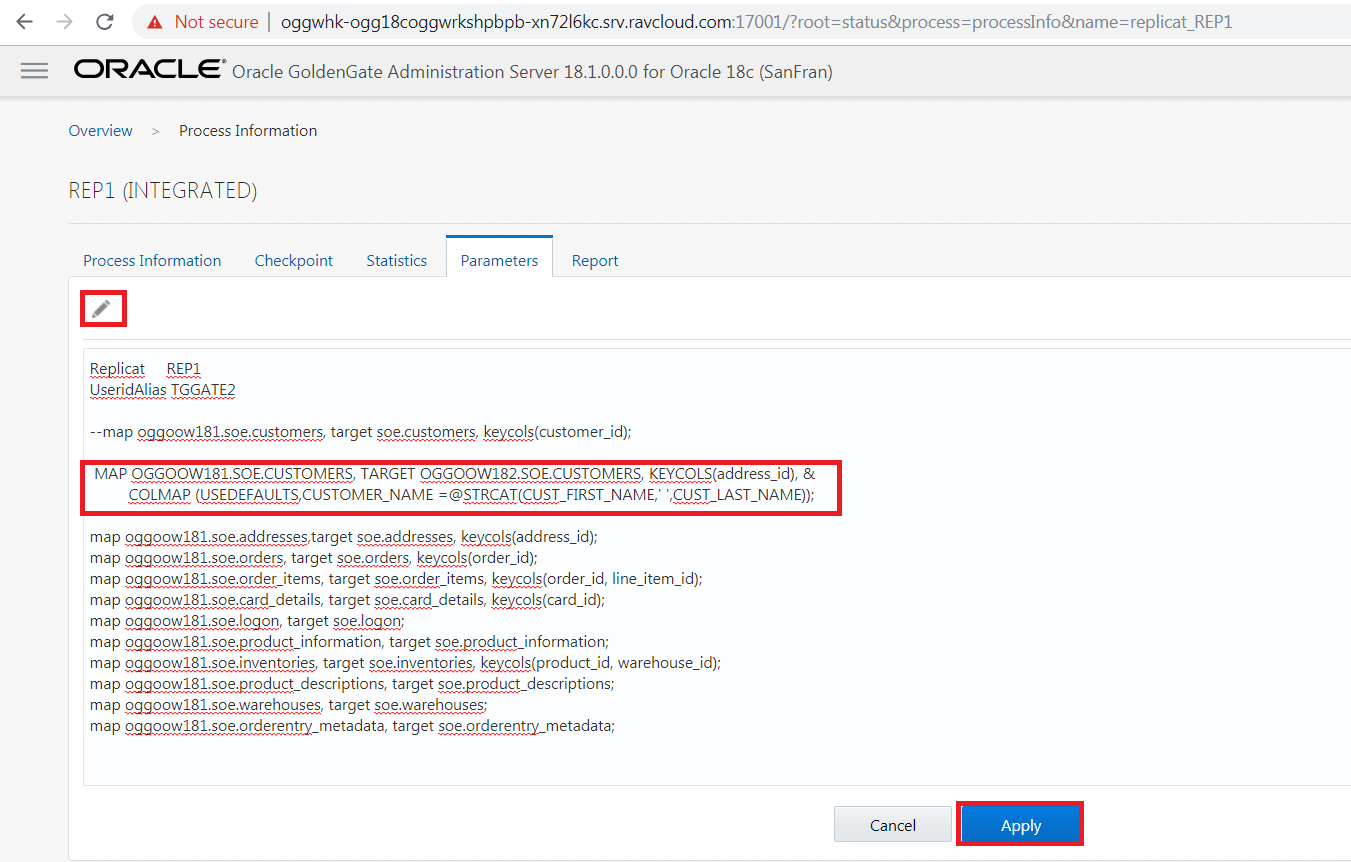 Not secure | oggwhk-ogg18coggwrkshpbpb-xn72l6kc.srv.ravcloud.com:17001/?root=status&process=processInfo&name=replicat_REP1
ORACLE® Oracle GoldenGate Administration Server 18.1.0.0.0 for Oracle 18c (SanFran)
Overview > Process Information
REP1 (INTEGRATED)
Process Information Checkpoint Statistics Parameters Report
Replicat REP1
UseridAlias TGGATE2
--map oggoow181.soe.customers, target soe.customers, keycols(customer_id);
MAP OGGOOW181.SOE.CUSTOMERS, TARGET OGGOOW182.SOE.CUSTOMERS, KEYCOLS(address_id), &
COLMAP (USEDEFAULTS,CUSTOMER_NAME =@STRCAT(CUST_FIRST_NAME,' ',CUST_LAST_NAME));
map oggoow181.soe.addresses,target soe.addresses, keycols(address_id);
map oggoow181.soe.orders, target soe.orders, keycols(order_id);
map oggoow181.soe.order_items, target soe.order_items, keycols(order_id, line_item_id);
map oggoow181.soe.card_details, target soe.card_details, keycols(card_id);
map oggoow181.soe.logon, target soe.logon;
map oggoow181.soe.product_information, target soe.product_information;
map oggoow181.soe.inventories, target soe.inventories, keycols(product_id, warehouse_id);
map oggoow181.soe.product_descriptions, target soe.product_descriptions;
map oggoow181.soe.warehouses, target soe.warehouses;
map oggoow181.soe.orderentry_metadata, target soe.orderentry_metadata;
Cancel Apply